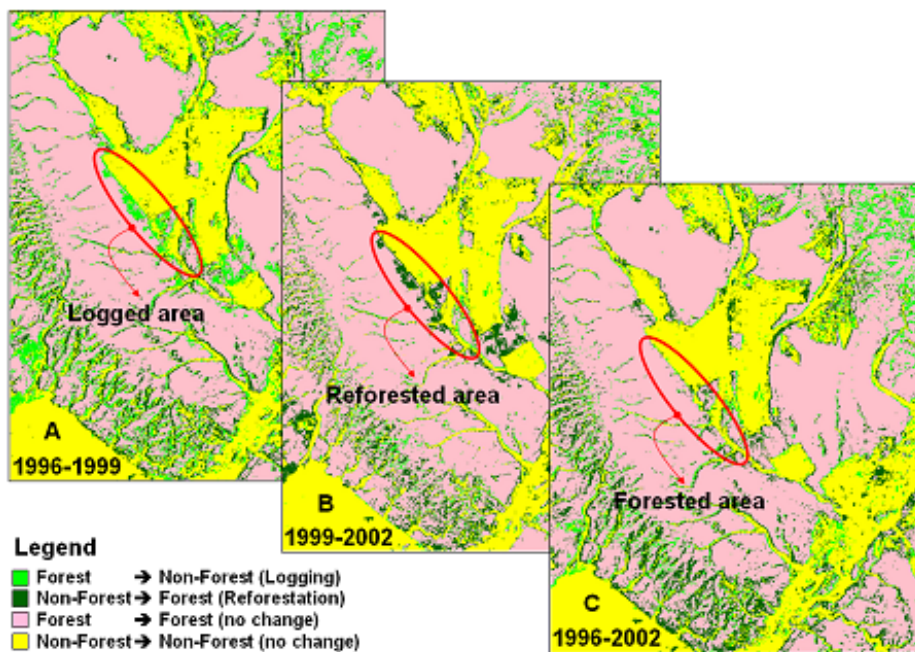 Logged area
A
1996-1999
Reforested area
B
1999-2002
Forested area
C
1996-2002
Legend
Forest → Non-Forest (Logging)
Non-Forest → Forest (Reforestation)
Forest → Forest (no change)
Non-Forest → Non-Forest (no change)